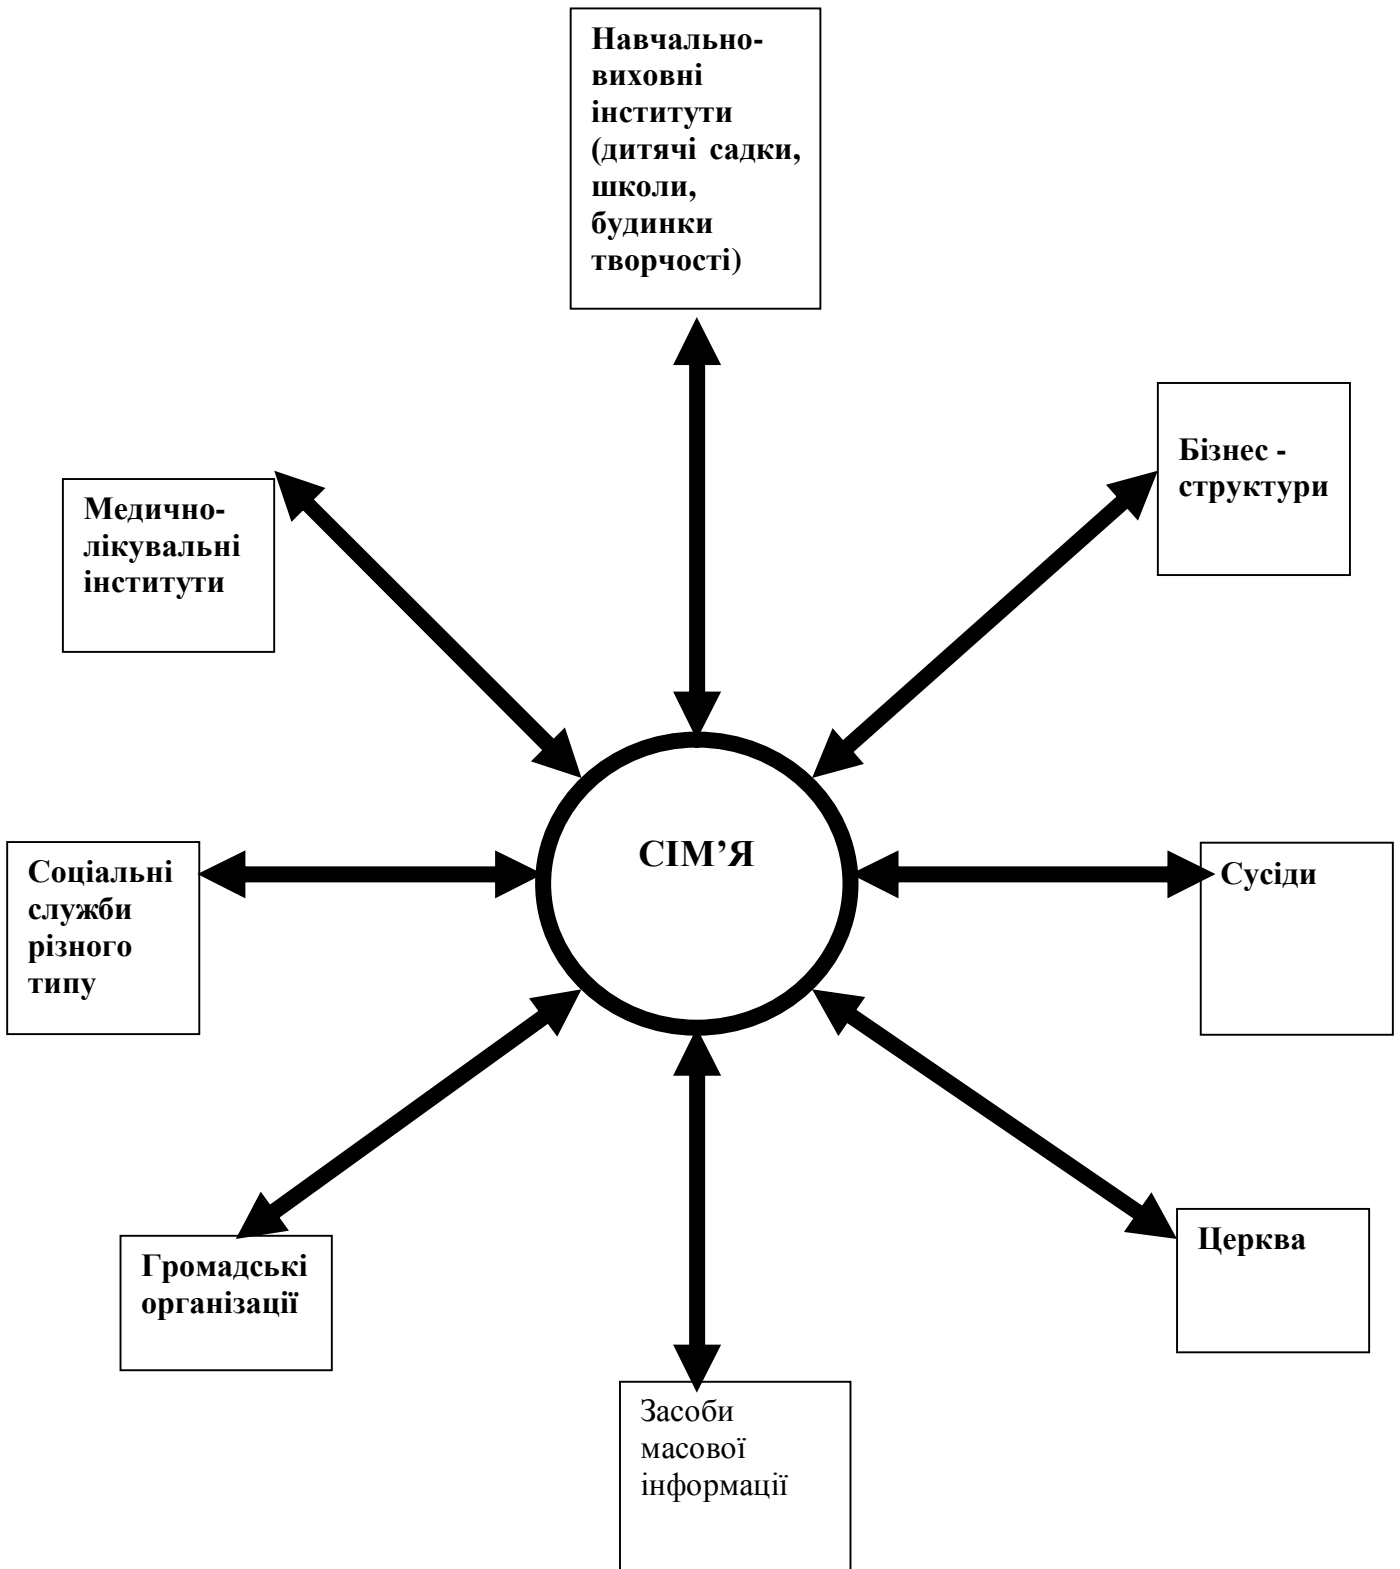 Навчально-
виховні
інститути
(дитячі садки,
школи,
будинки
творчості)
Бізнес -
структури
Медично-
лікувальні
інститути
СІМ’Я
Соціальні
служби
різного
типу
Сусіди
Церква
Громадські
організації
Засоби
масової
інформації